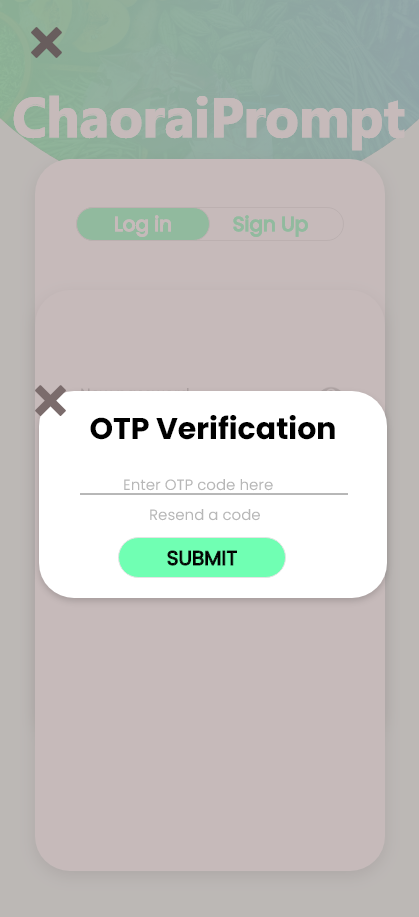 ChaoraiPrompt
Log in Sign Up
OTP Verification
Enter OTP code here
Resend a code
SUBMIT